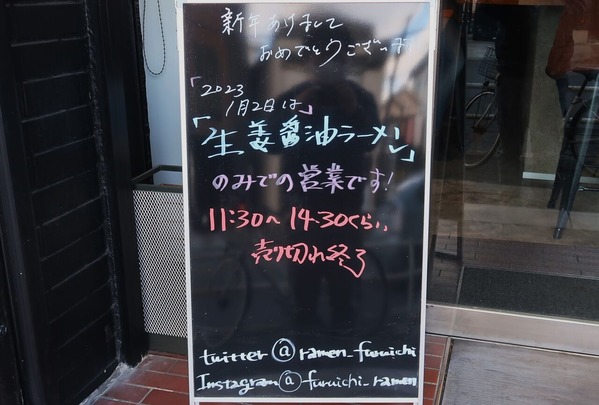 新年あけまして
おめでとうございます
「2023
1月2日は」
「生姜醤油ラーメン」
のみでの営業です!
11:30〜14:30くらい
売り切れ終了
twitter @ ramen_furuichi
Instagram @ furuichi_ramen